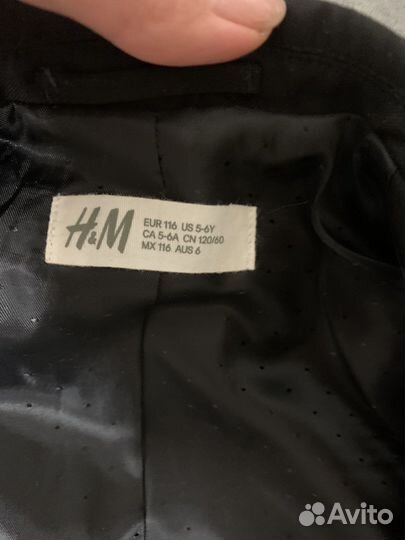 H&M
EUR 116 US 5-6Y
CA 5-6A CN 120/60
MX 116 AUS 6
Avito